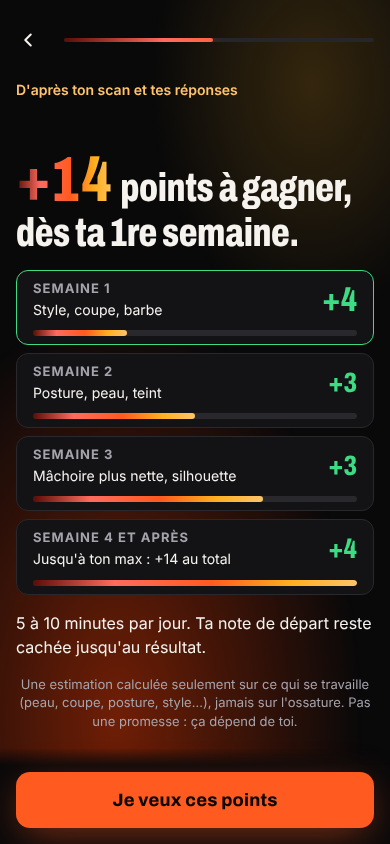 D'après ton scan et tes réponses
+14 points à gagner,
dès ta 1re semaine.
SEMAINE 1
Style, coupe, barbe
+4
SEMAINE 2
Posture, peau, teint
+3
SEMAINE 3
Mâchoire plus nette, silhouette
+3
SEMAINE 4 ET APRÈS
Jusqu'à ton max : +14 au total
+4
5 à 10 minutes par jour. Ta note de départ reste
cachée jusqu'au résultat.
Une estimation calculée seulement sur ce qui se travaille
(peau, coupe, posture, style…), jamais sur l'ossature. Pas
une promesse : ça dépend de toi.
Je veux ces points